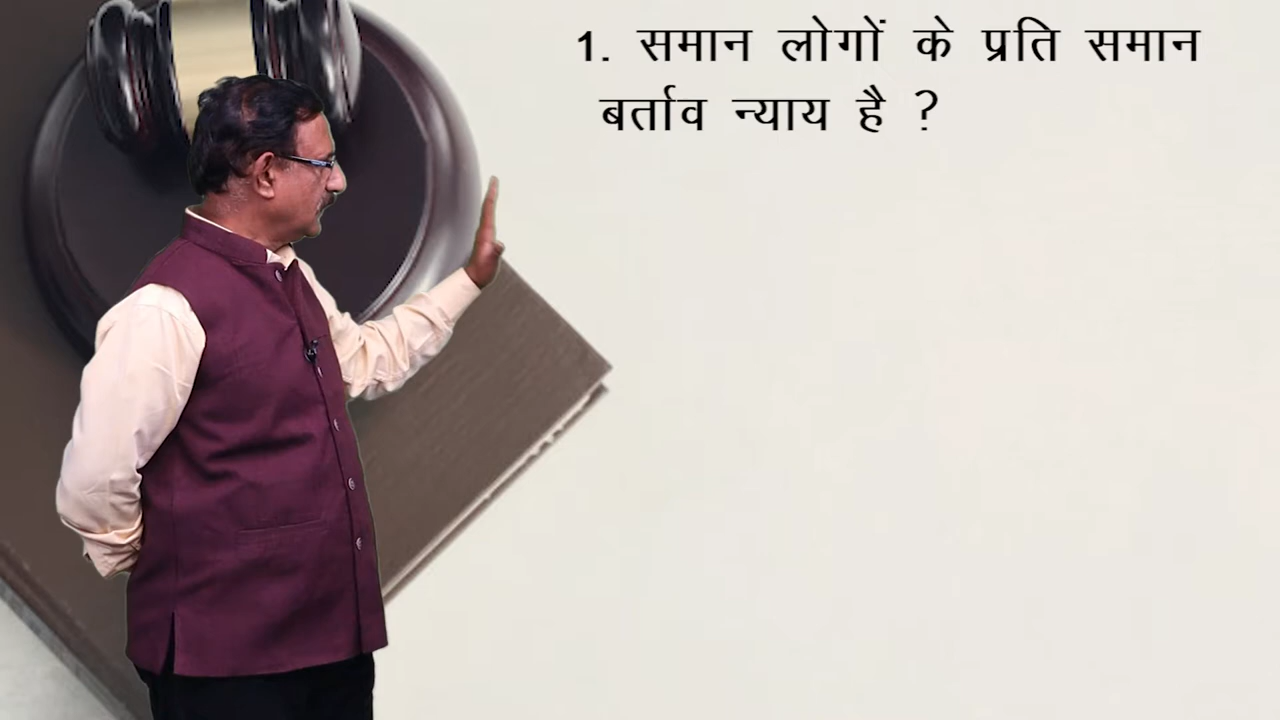 1. समान लोगों के प्रति समान
बर्ताव न्याय है ?